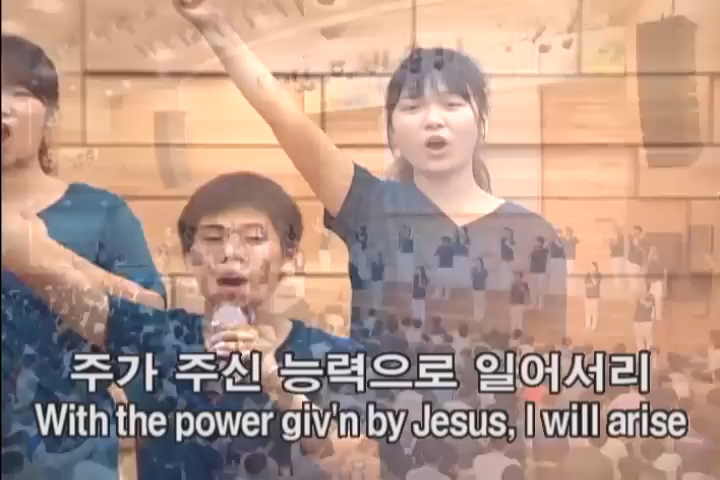 주가 주신 능력으로 일어서리
With the power giv'n by Jesus, I will arise